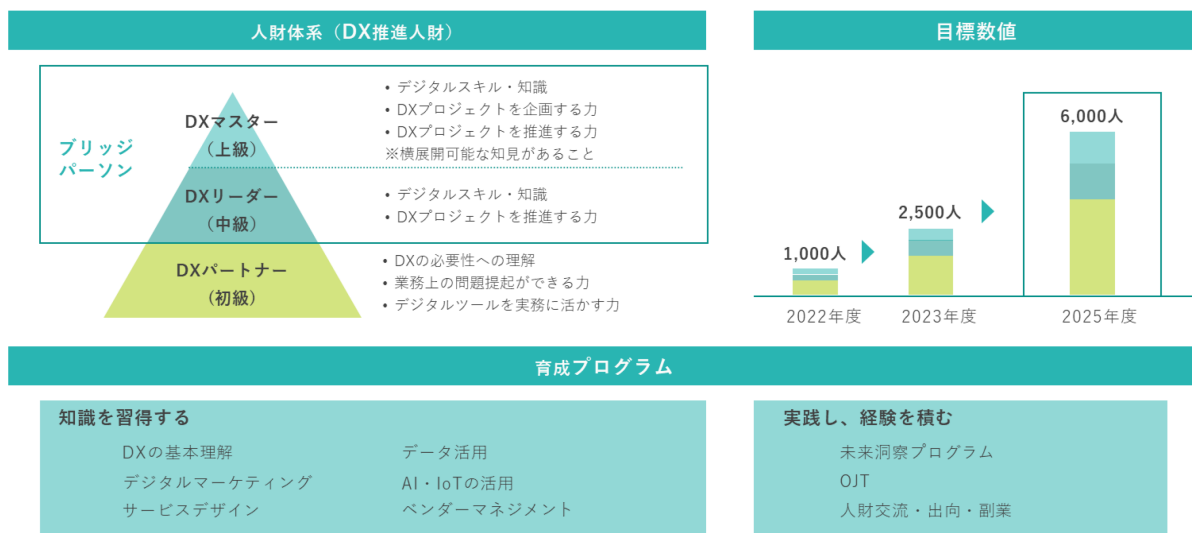 人財体系（DX推進人財）
ブリッジ
パーソン
DXマスター
（上級）
• デジタルスキル・知識
• DXプロジェクトを企画する力
• DXプロジェクトを推進する力
※横展開可能な知見があること
DXリーダー
（中級）
• デジタルスキル・知識
• DXプロジェクトを推進する力
DXパートナー
（初級）
• DXの必要性への理解
• 業務上の問題提起ができる力
• デジタルツールを実務に活かす力
目標数値
1,000人
2,500人
6,000人
2022年度
2023年度
2025年度
育成プログラム
知識を習得する
DXの基本理解
デジタルマーケティング
サービスデザイン
データ活用
AI・IoTの活用
ベンダーマネジメント
実践し、経験を積む
未来洞察プログラム
OJT
人財交流・出向・副業